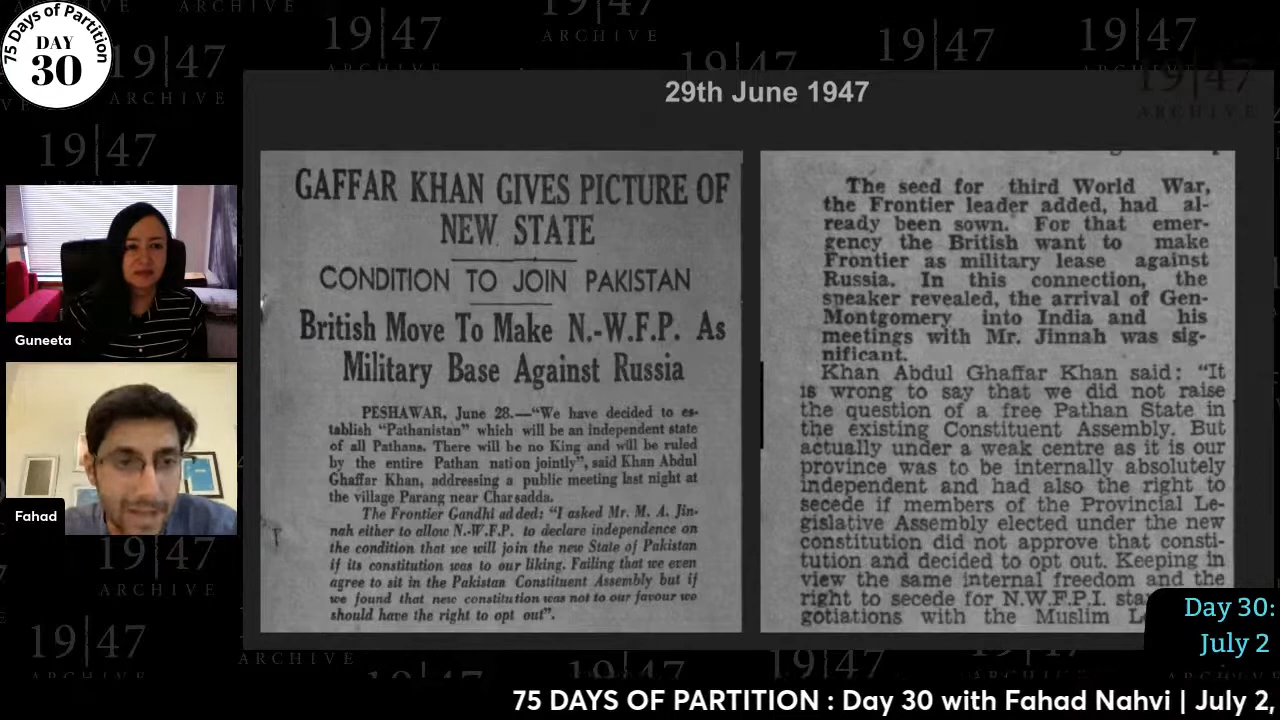 75 Days of Partition
DAY
30
19|47
ARCHIVE
29th June 1947
GAFFAR KHAN GIVES PICTURE OF
NEW STATE
CONDITION TO JOIN PAKISTAN
British Move To Make N.-W.F.P. As
Military Base Against Russia
PESHAWAR, June 28.—"We have decided to es-
tablish "Pathanistan" which will be an independent state
of all Pathans. There will be no King and will be ruled
by the entire Pathan nation jointly", said Khan Abdul
Ghaffar Khan, addressing a public meeting last night at
the village Parang near Charsadda.
The Frontier Gandhi added: "I asked Mr. M. A. Jin-
nah either to allow N.-W.F.P. to declare independence on
the condition that we will join the new State of Pakistan
if its constitution was to our liking. Failing that we even
agree to sit in the Pakistan Constituent Assembly but if
we found that new constitution was not to our favour we
should have the right to opt out".
The seed for third World War,
the Frontier leader added, had al-
ready been sown. For that emer-
gency the British want to make
Frontier as military lease against
Russia. In this connection, the
speaker revealed, the arrival of Gen-
Montgomery into India and his
meetings with Mr. Jinnah was sig-
nificant.
Khan Abdul Ghaffar Khan said: "It
is wrong to say that we did not raise
the question of a free Pathan State in
the existing Constituent Assembly. But
actually under a weak centre as it is our
province was to be internally absolutely
independent and had also the right to
secede if members of the Provincial Le-
gislative Assembly elected under the new
constitution did not approve that consti-
tution and decided to opt out. Keeping in
view the same internal freedom and the
right to secede for N.W.F.P.I. sta
gotiations with the Muslim L
Guneeta
Fahad
Day 30:
July 2
75 DAYS OF PARTITION : Day 30 with Fahad Nahvi | July 2,